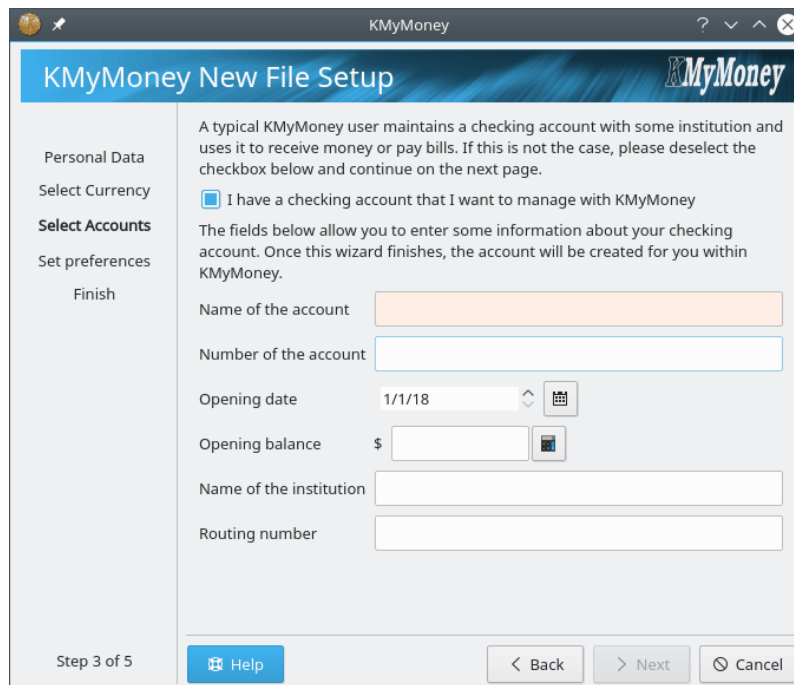 KMyMoney
KMyMoney New File Setup
KMyMoney
Personal Data
Select Currency
Select Accounts
Set preferences
Finish
Step 3 of 5
A typical KMyMoney user maintains a checking account with some institution and
uses it to receive money or pay bills. If this is not the case, please deselect the
checkbox below and continue on the next page.
I have a checking account that I want to manage with KMyMoney
The fields below allow you to enter some information about your checking
account. Once this wizard finishes, the account will be created for you within
KMyMoney.
Name of the account
Number of the account
Opening date 1/1/18
Opening balance $
Name of the institution
Routing number
Help < Back > Next Cancel